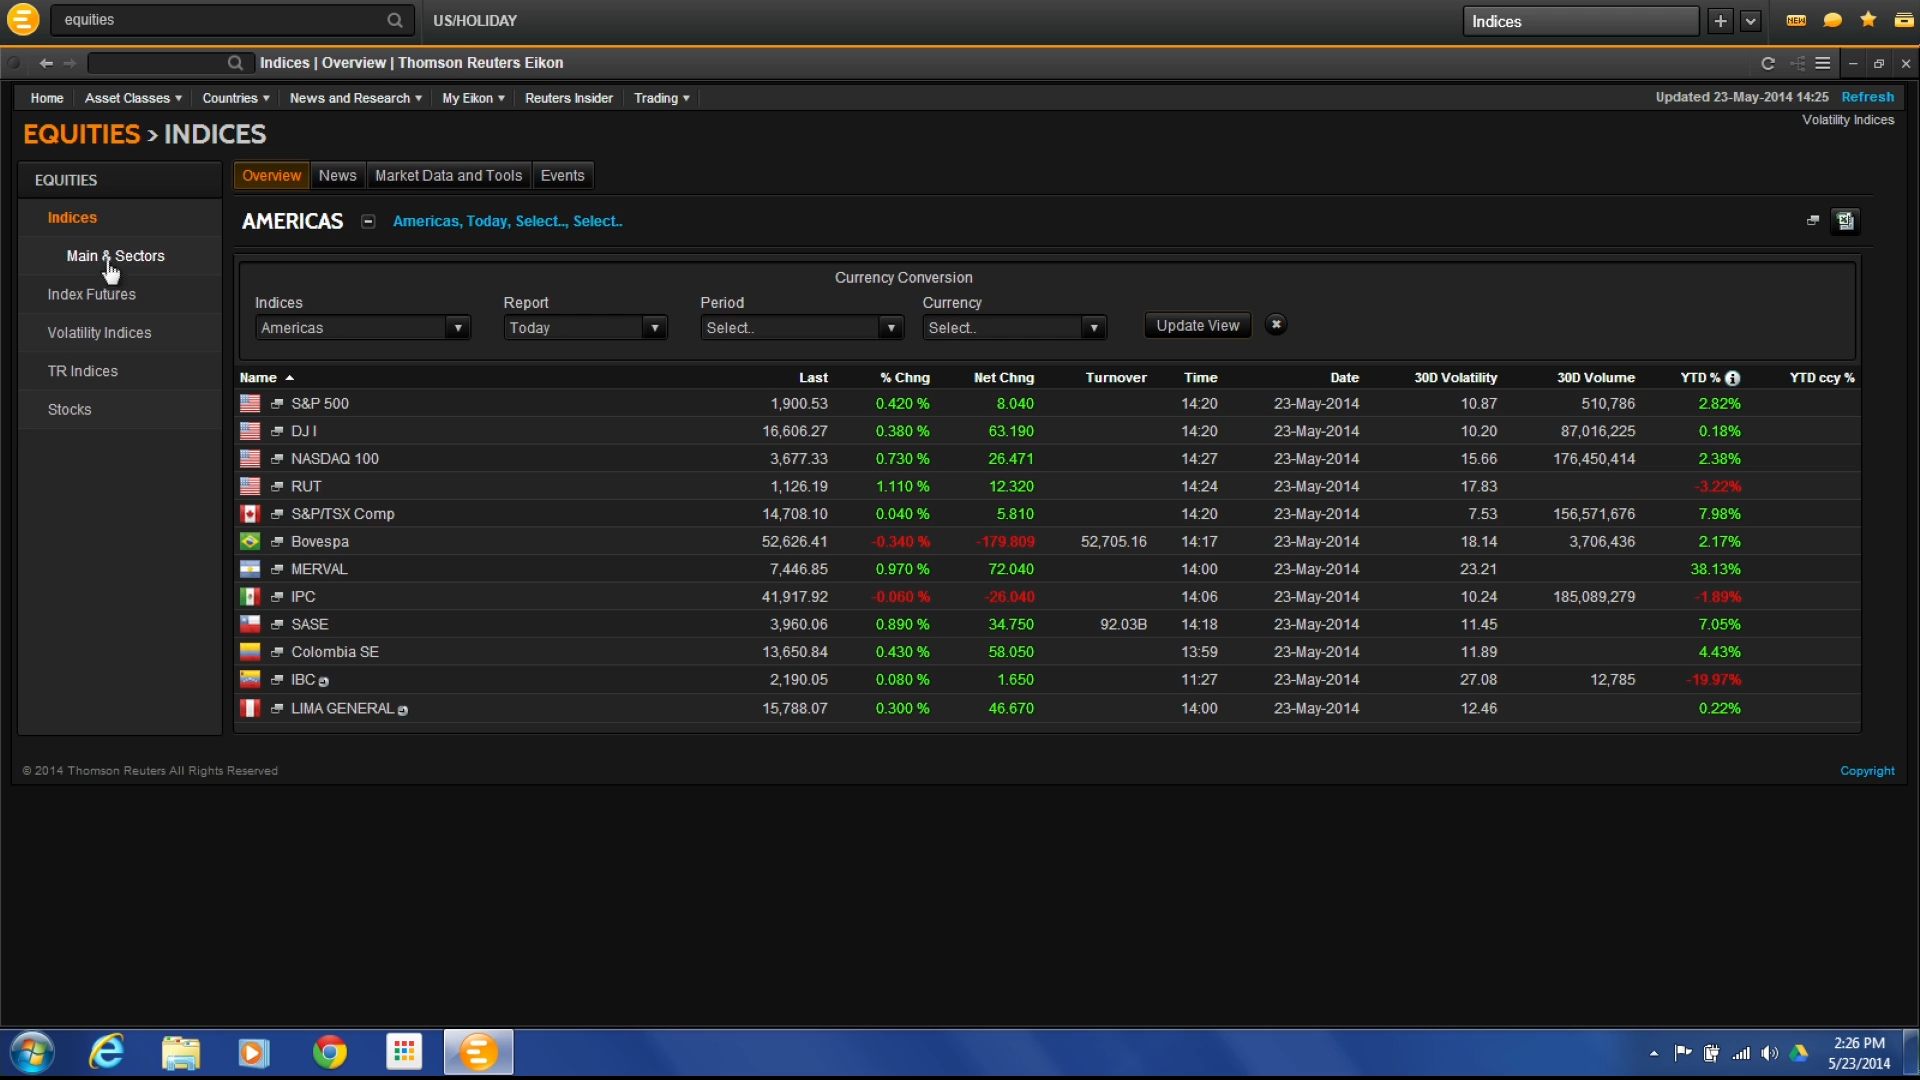 equities
US/HOLIDAY
Indices
NEW
Indices | Overview | Thomson Reuters Eikon
Home Asset Classes Countries News and Research My Eikon Reuters Insider Trading
Updated 23-May-2014 14:25 Refresh
Volatility Indices
EQUITIES > INDICES
EQUITIES
Indices
Main & Sectors
Index Futures
Volatility Indices
TR Indices
Stocks
Overview News Market Data and Tools Events
AMERICAS Americas, Today, Select.., Select..
Currency Conversion
Indices Report Period Currency
Americas Today Select.. Select.. Update View
Name Last % Chng Net Chng Turnover Time Date 30D Volatility 30D Volume YTD % YTD ccy %
S&P 500 1,900.53 0.420 % 8.040 14:20 23-May-2014 10.87 510,786 2.82%
DJ I 16,606.27 0.380 % 63.190 14:20 23-May-2014 10.20 87,016,225 0.18%
NASDAQ 100 3,677.33 0.730 % 26.471 14:27 23-May-2014 15.66 176,450,414 2.38%
RUT 1,126.19 1.110 % 12.320 14:24 23-May-2014 17.83 -3.22%
S&P/TSX Comp 14,708.10 0.040 % 5.810 14:20 23-May-2014 7.53 156,571,676 7.98%
Bovespa 52,626.41 -0.340 % -179.809 52,705.16 14:17 23-May-2014 18.14 3,706,436 2.17%
MERVAL 7,446.85 0.970 % 72.040 14:00 23-May-2014 23.21 38.13%
IPC 41,917.92 -0.060 % -26.040 14:06 23-May-2014 10.24 185,089,279 -1.89%
SASE 3,960.06 0.890 % 34.750 92.03B 14:18 23-May-2014 11.45 7.05%
Colombia SE 13,650.84 0.430 % 58.050 13:59 23-May-2014 11.89 4.43%
IBC 2,190.05 0.080 % 1.650 11:27 23-May-2014 27.08 12,785 -19.97%
LIMA GENERAL 15,788.07 0.300 % 46.670 14:00 23-May-2014 12.46 0.22%
© 2014 Thomson Reuters All Rights Reserved
Copyright
2:26 PM
5/23/2014